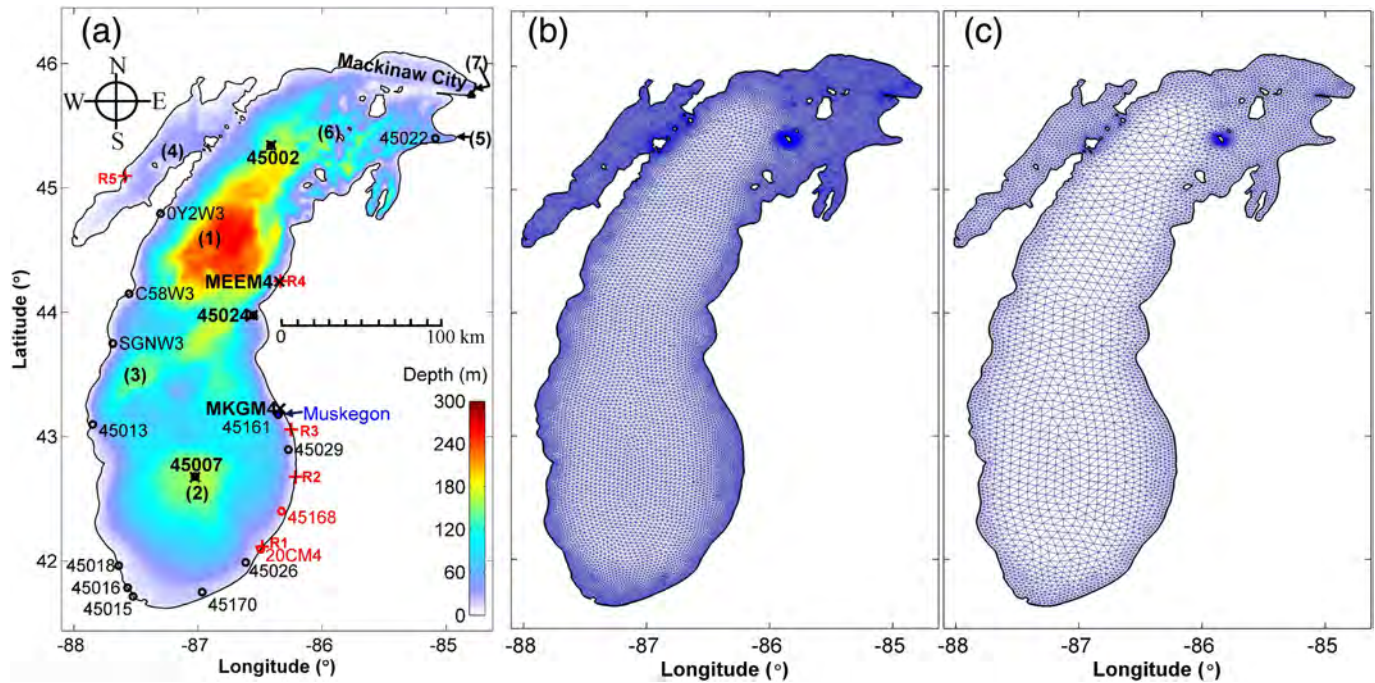 (a)
(b)
(c)
46
45
44
43
42
Latitude (°)
N
W E
S
Mackinaw City
(7)
(6)
45022
(5)
(4)
45002
R5
0Y2W3
(1)
MEEM4
R4
C58W3
45024
0 100 km
SGNW3
Depth (m)
(3)
300
240
180
120
60
0
MKGM4
Muskegon
45161
R3
45013
45029
45007
R2
(2)
45168
R1
20CM4
45018
45026
45016
45015
45170
-88 -87 -86 -85
Longitude (°)
-88 -87 -86 -85
Longitude (°)
-88 -87 -86 -85
Longitude (°)